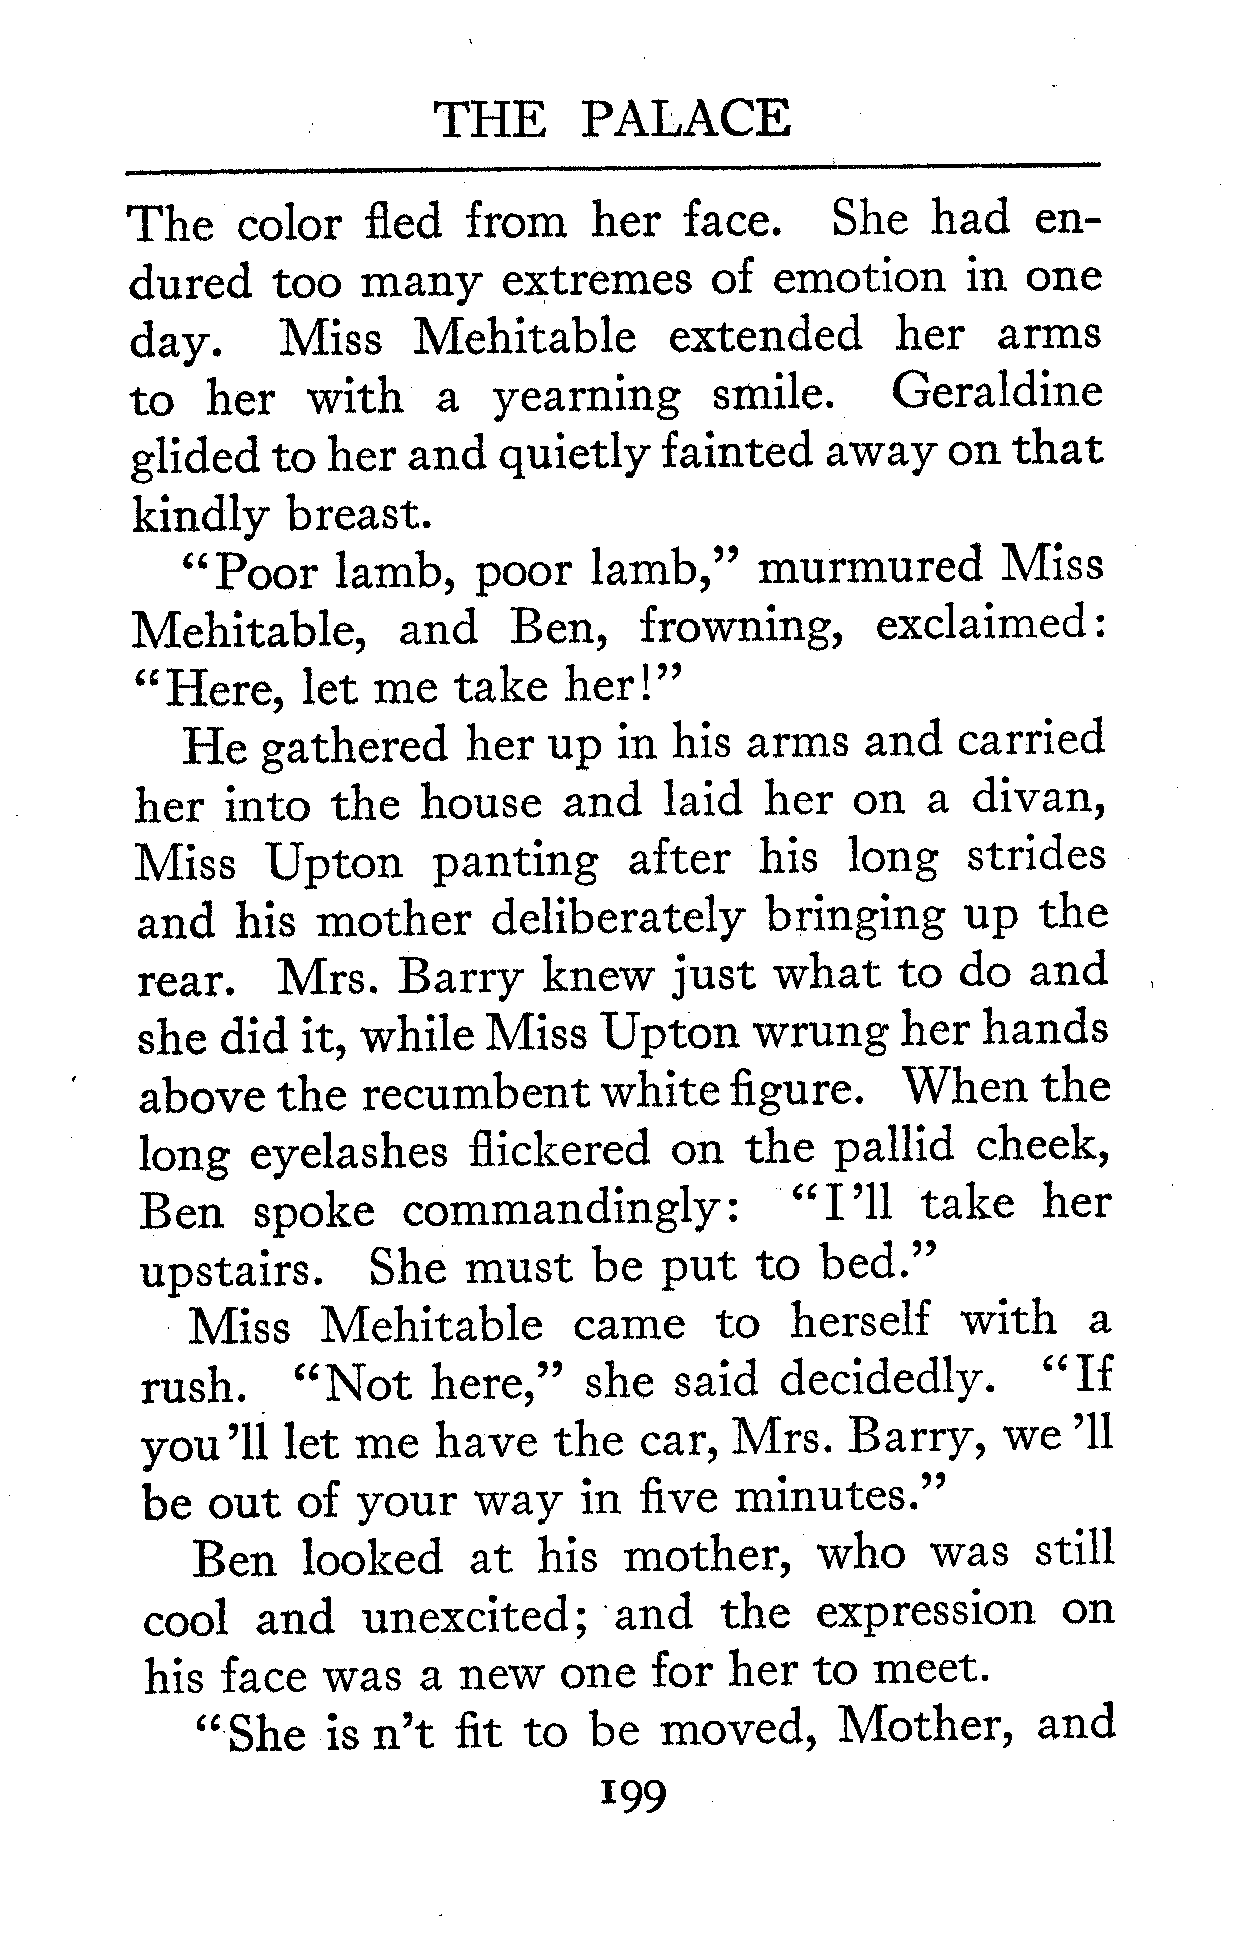 THE PALACE
The color fled from her face. She had en-
dured too many extremes of emotion in one
day. Miss Mehitable extended her arms
to her with a yearning smile. Geraldine
glided to her and quietly fainted away on that
kindly breast.
“Poor lamb, poor lamb,” murmured Miss
Mehitable, and Ben, frowning, exclaimed:
“Here, let me take her!”
He gathered her up in his arms and carried
her into the house and laid her on a divan,
Miss Upton panting after his long strides
and his mother deliberately bringing up the
rear. Mrs. Barry knew just what to do and
she did it, while Miss Upton wrung her hands
above the recumbent white figure. When the
long eyelashes flickered on the pallid cheek,
Ben spoke commandingly: “I’ll take her
upstairs. She must be put to bed.”
Miss Mehitable came to herself with a
rush. “Not here,” she said decidedly. “If
you’ll let me have the car, Mrs. Barry, we’ll
be out of your way in five minutes.”
Ben looked at his mother, who was still
cool and unexcited; and the expression on
his face was a new one for her to meet.
“She is n’t fit to be moved, Mother, and
199